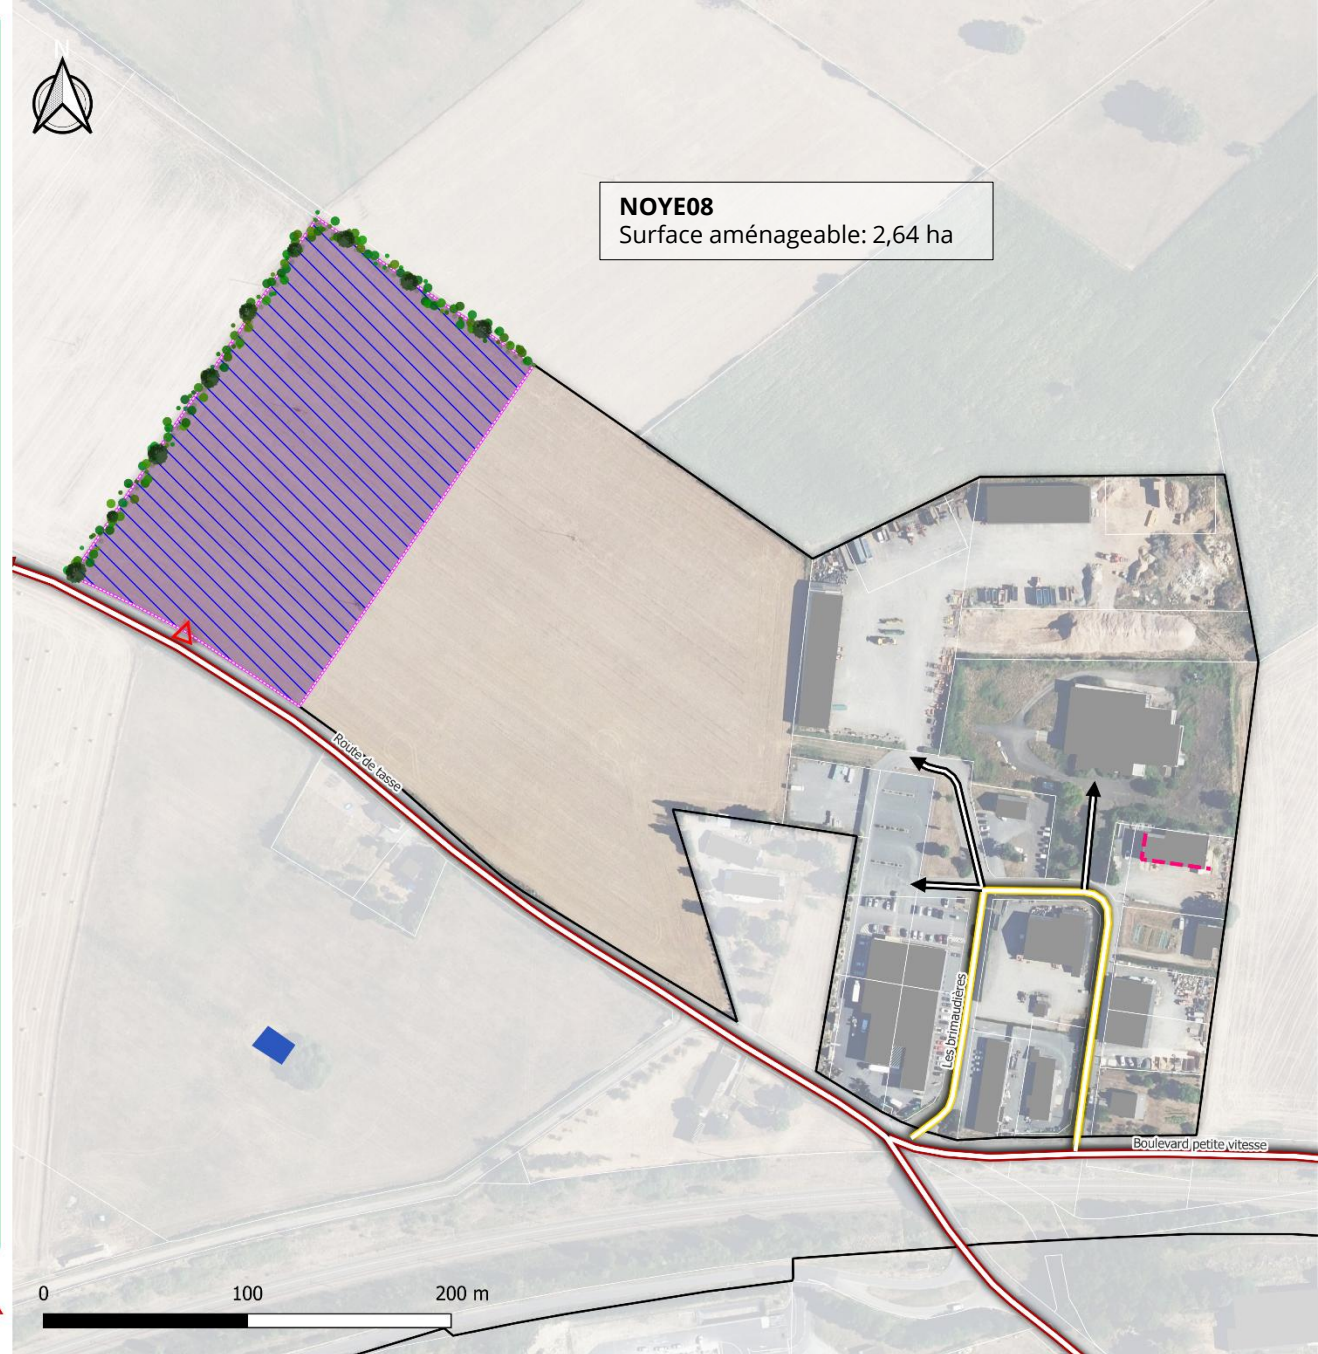 N
NOYE08
Surface aménageable: 2,64 ha
Route de tasse
Les brimaudières
Boulevard petite vitesse
0 100 200 m